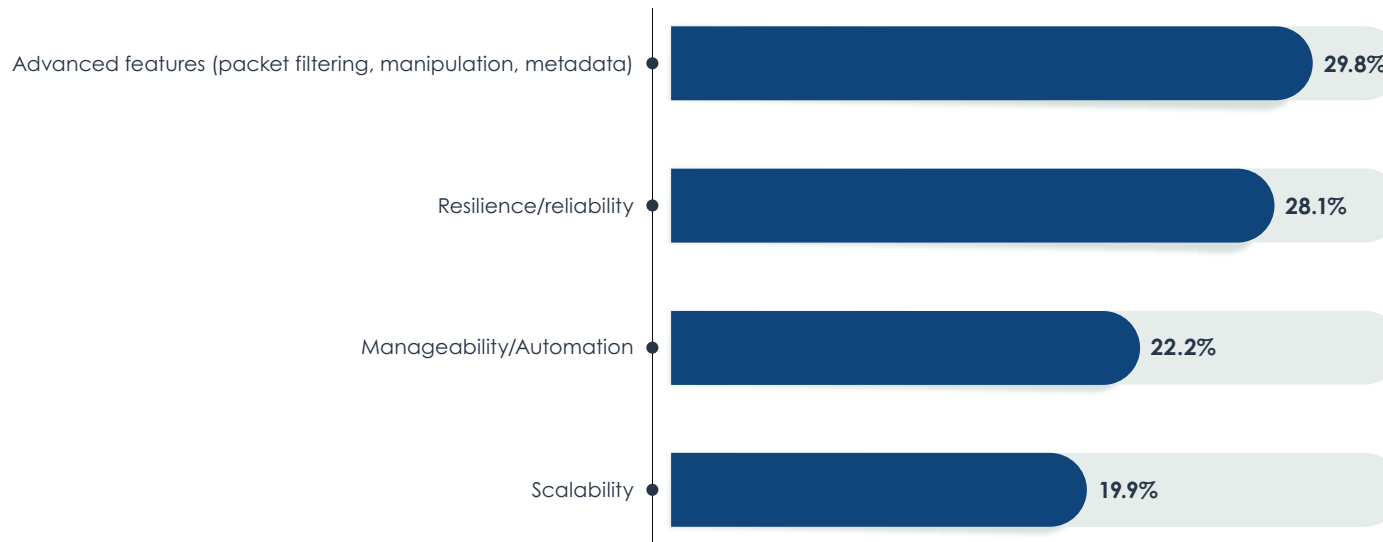 Advanced features (packet filtering, manipulation, metadata) 29.8%
Resilience/reliability 28.1%
Manageability/Automation 22.2%
Scalability 19.9%